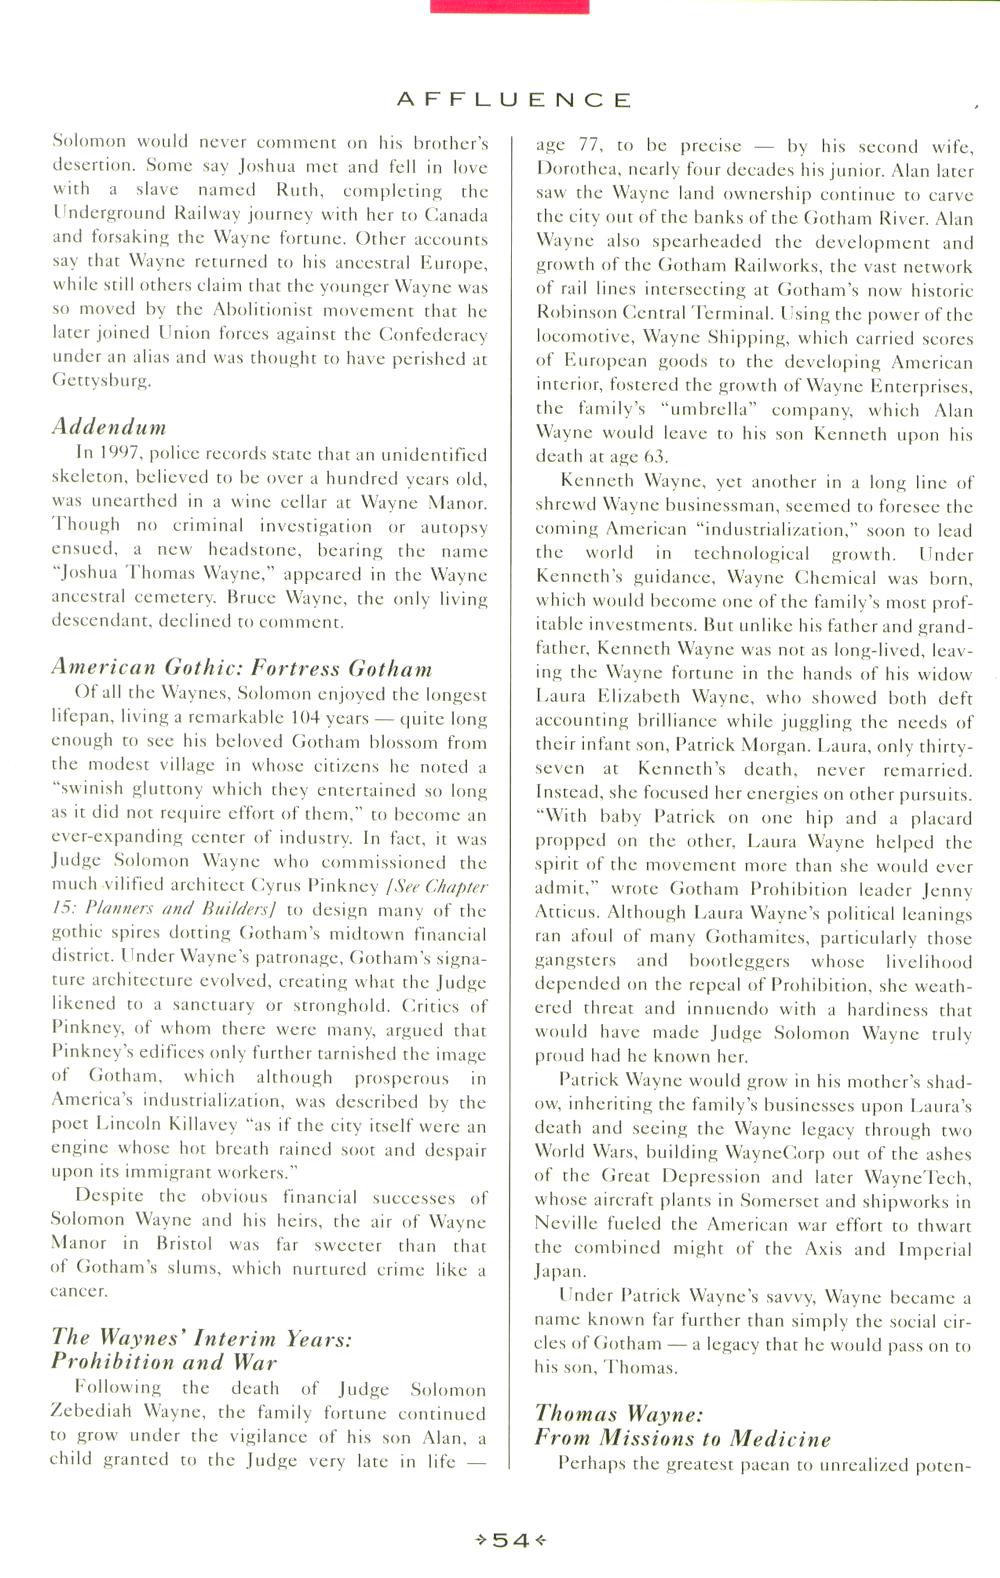 AFFLUENCE
Solomon would never comment on his brother's
desertion. Some say Joshua met and fell in love
with a slave named Ruth, completing the
Underground Railway journey with her to Canada
and forsaking the Wayne fortune. Other accounts
say that Wayne returned to his ancestral Europe,
while still others claim that the younger Wayne was
so moved by the Abolitionist movement that he
later joined Union forces against the Confederacy
under an alias and was thought to have perished at
Gettysburg.
Addendum
In 1997, police records state that an unidentified
skeleton, believed to be over a hundred years old,
was unearthed in a wine cellar at Wayne Manor.
Though no criminal investigation or autopsy
ensued, a new headstone, bearing the name
"Joshua Thomas Wayne," appeared in the Wayne
ancestral cemetery. Bruce Wayne, the only living
descendant, declined to comment.
American Gothic: Fortress Gotham
Of all the Waynes, Solomon enjoyed the longest
lifepan, living a remarkable 104 years — quite long
enough to see his beloved Gotham blossom from
the modest village in whose citizens he noted a
"swinish gluttony which they entertained so long
as it did not require effort of them," to become an
ever-expanding center of industry. In fact, it was
Judge Solomon Wayne who commissioned the
much vilified architect Cyrus Pinkney [See Chapter
15: Planners and Builders] to design many of the
gothic spires dotting Gotham's midtown financial
district. Under Wayne's patronage, Gotham's signa-
ture architecture evolved, creating what the Judge
likened to a sanctuary or stronghold. Critics of
Pinkney, of whom there were many, argued that
Pinkney's edifices only further tarnished the image
of Gotham, which although prosperous in
America's industrialization, was described by the
poet Lincoln Killavey "as if the city itself were an
engine whose hot breath rained soot and despair
upon its immigrant workers."
Despite the obvious financial successes of
Solomon Wayne and his heirs, the air of Wayne
Manor in Bristol was far sweeter than that
of Gotham's slums, which nurtured crime like a
cancer.
The Waynes' Interim Years:
Prohibition and War
Following the death of Judge Solomon
Zebediah Wayne, the family fortune continued
to grow under the vigilance of his son Alan, a
child granted to the Judge very late in life —
age 77, to be precise — by his second wife,
Dorothea, nearly four decades his junior. Alan later
saw the Wayne land ownership continue to carve
the city out of the banks of the Gotham River. Alan
Wayne also spearheaded the development and
growth of the Gotham Railworks, the vast network
of rail lines intersecting at Gotham's now historic
Robinson Central Terminal. Using the power of the
locomotive, Wayne Shipping, which carried scores
of European goods to the developing American
interior, fostered the growth of Wayne Enterprises,
the family's "umbrella" company, which Alan
Wayne would leave to his son Kenneth upon his
death at age 63.
Kenneth Wayne, yet another in a long line of
shrewd Wayne businessman, seemed to foresee the
coming American "industrialization," soon to lead
the world in technological growth. Under
Kenneth's guidance, Wayne Chemical was born,
which would become one of the family's most prof-
itable investments. But unlike his father and grand-
father, Kenneth Wayne was not as long-lived, leav-
ing the Wayne fortune in the hands of his widow
Laura Elizabeth Wayne, who showed both deft
accounting brilliance while juggling the needs of
their infant son, Patrick Morgan. Laura, only thirty-
seven at Kenneth's death, never remarried.
Instead, she focused her energies on other pursuits.
"With baby Patrick on one hip and a placard
propped on the other, Laura Wayne helped the
spirit of the movement more than she would ever
admit," wrote Gotham Prohibition leader Jenny
Atticus. Although Laura Wayne's political leanings
ran afoul of many Gothamites, particularly those
gangsters and bootleggers whose livelihood
depended on the repeal of Prohibition, she weath-
ered threat and innuendo with a hardiness that
would have made Judge Solomon Wayne truly
proud had he known her.
Patrick Wayne would grow in his mother's shad-
ow, inheriting the family's businesses upon Laura's
death and seeing the Wayne legacy through two
World Wars, building WayneCorp out of the ashes
of the Great Depression and later WayneTech,
whose aircraft plants in Somerset and shipworks in
Neville fueled the American war effort to thwart
the combined might of the Axis and Imperial
Japan.
Under Patrick Wayne's savvy, Wayne became a
name known far further than simply the social cir-
cles of Gotham — a legacy that he would pass on to
his son, Thomas.
Thomas Wayne:
From Missions to Medicine
Perhaps the greatest paean to unrealized poten-
54